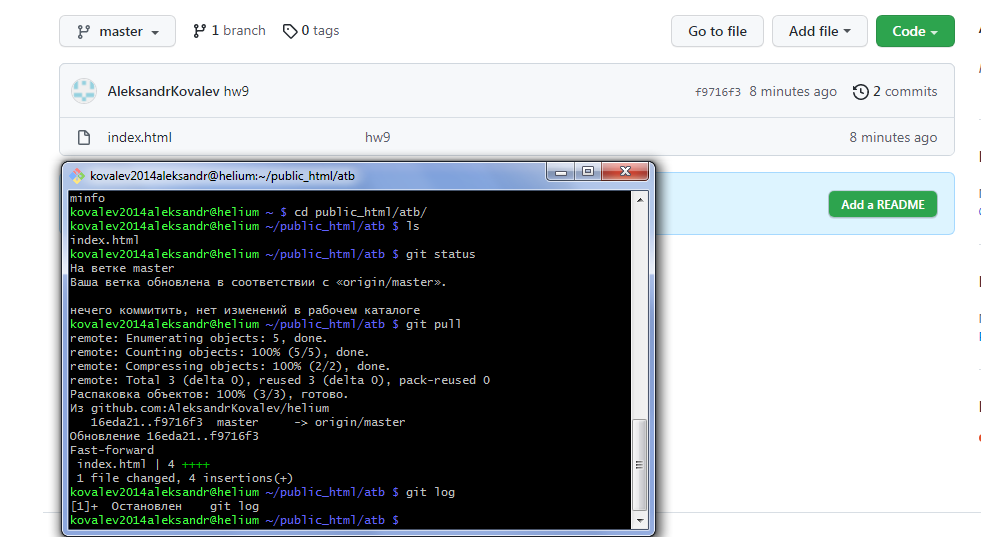 master
1 branch
0 tags
Go to file
Add file
Code
AleksandrKovalev hw9
f9716f3 8 minutes ago
2 commits
index.html
hw9
8 minutes ago
Add a README
kovalev2014aleksandr@helium:~/public_html/atb
minfo
kovalev2014aleksandr@helium ~ $ cd public_html/atb/
kovalev2014aleksandr@helium ~/public_html/atb $ ls
index.html
kovalev2014aleksandr@helium ~/public_html/atb $ git status
На ветке master
Ваша ветка обновлена в соответствии с «origin/master».
нечего коммитить, нет изменений в рабочем каталоге
kovalev2014aleksandr@helium ~/public_html/atb $ git pull
remote: Enumerating objects: 5, done.
remote: Counting objects: 100% (5/5), done.
remote: Compressing objects: 100% (2/2), done.
remote: Total 3 (delta 0), reused 3 (delta 0), pack-reused 0
Распаковка объектов: 100% (3/3), готово.
Из github.com:AleksandrKovalev/helium
16eda21..f9716f3 master -> origin/master
Обновление 16eda21..f9716f3
Fast-forward
index.html | 4 ++++
1 file changed, 4 insertions(+)
kovalev2014aleksandr@helium ~/public_html/atb $ git log
[1]+ Остановлен git log
kovalev2014aleksandr@helium ~/public_html/atb $